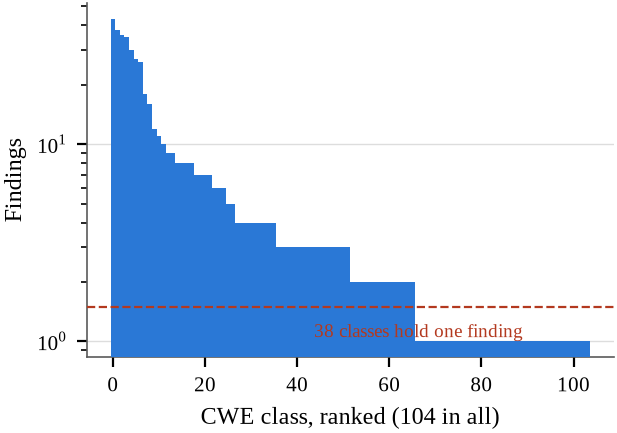 Findings
10¹
10⁰
38 classes hold one finding
0 20 40 60 80 100
CWE class, ranked (104 in all)